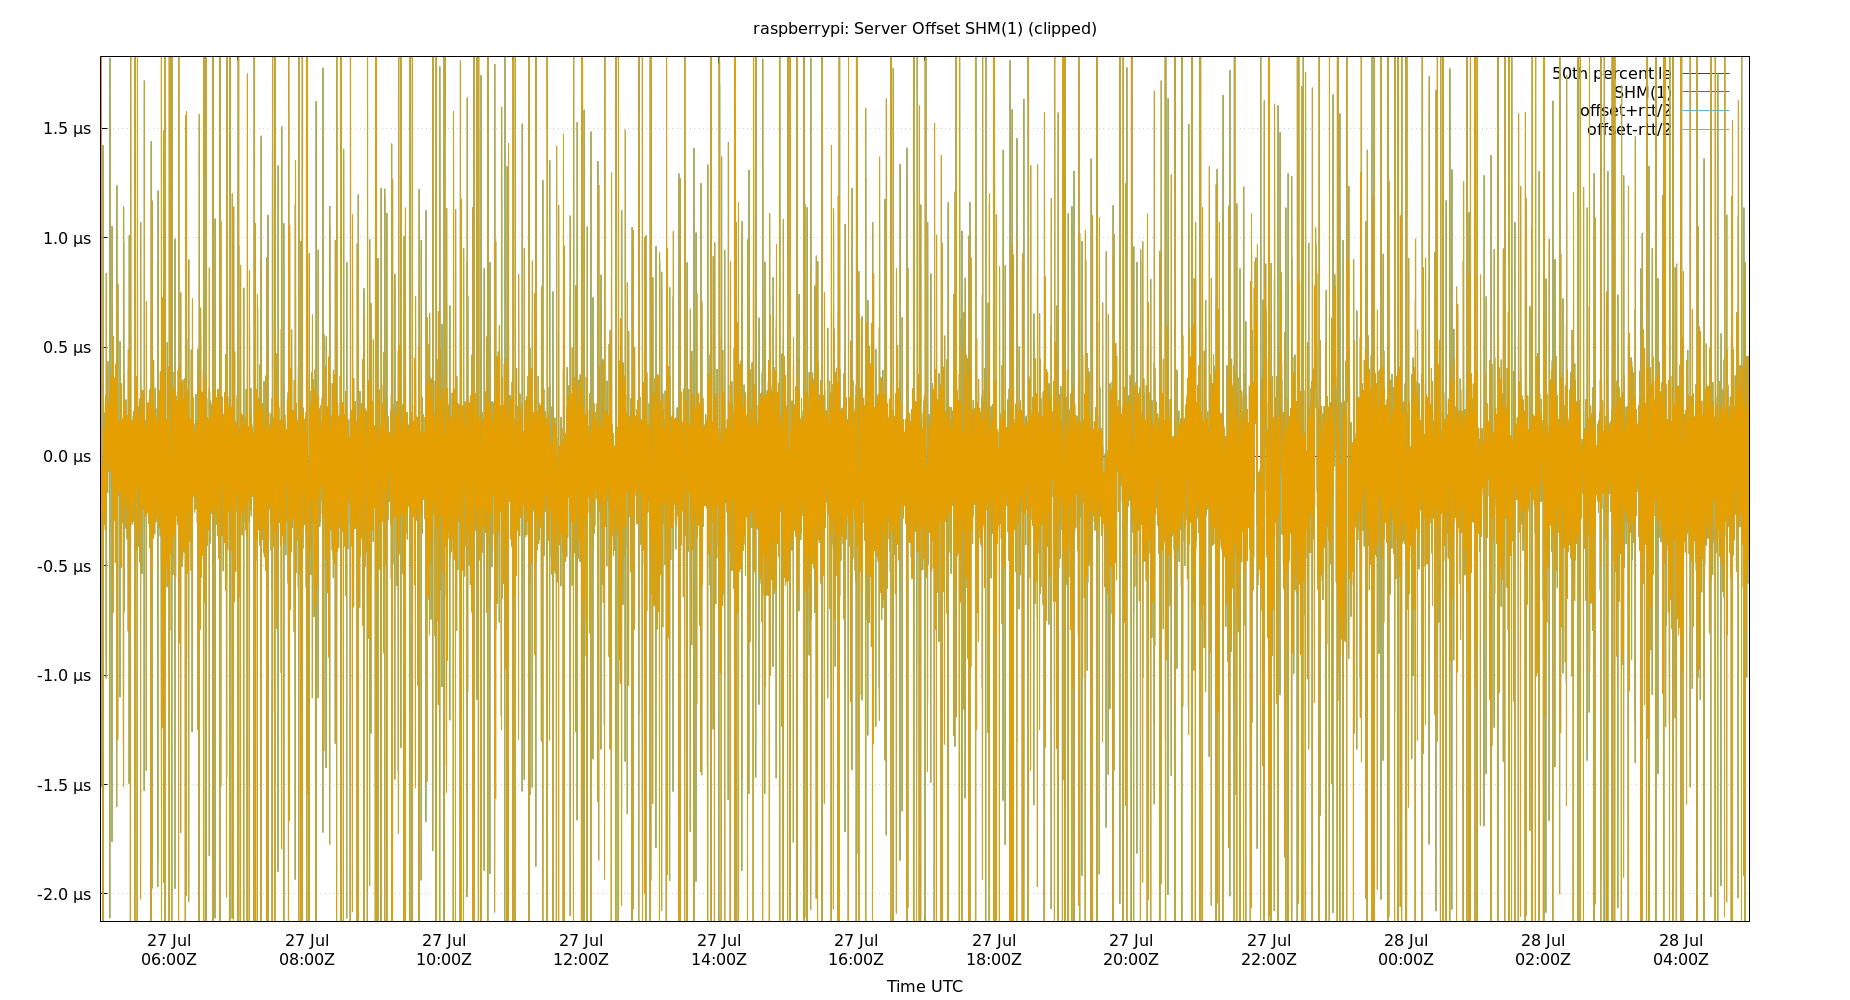 raspberrypi: Server Offset SHM(1) (clipped)
50th percentile
SHM(1)
offset+rtt/2
offset-rtt/2
1.5 µs
1.0 µs
0.5 µs
0.0 µs
-0.5 µs
-1.0 µs
-1.5 µs
-2.0 µs
27 Jul 27 Jul 27 Jul 27 Jul 27 Jul 27 Jul 27 Jul 27 Jul 27 Jul 28 Jul 28 Jul 28 Jul
06:00Z 08:00Z 10:00Z 12:00Z 14:00Z 16:00Z 18:00Z 20:00Z 22:00Z 00:00Z 02:00Z 04:00Z
Time UTC